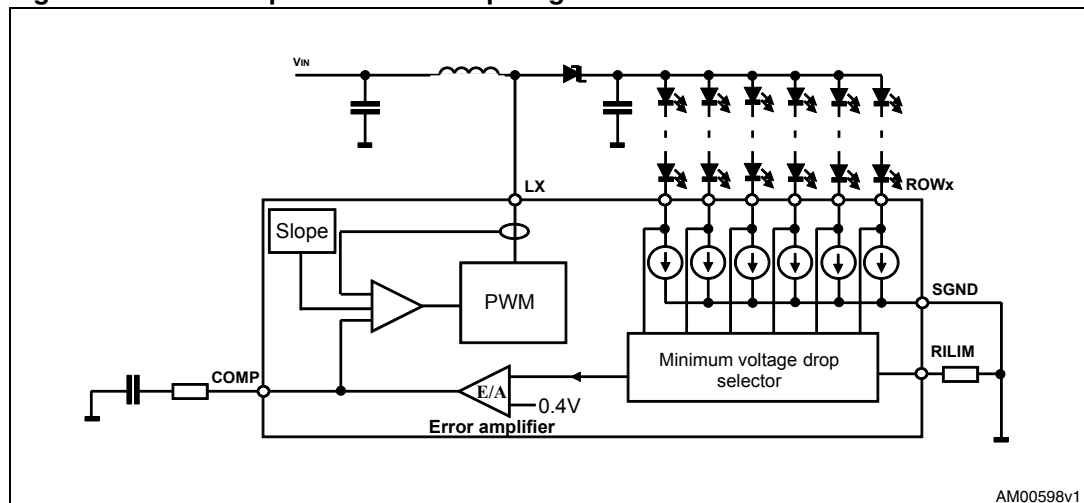 VIN
LX
ROWx
Slope
PWM
SGND
Minimum voltage drop
selector
RILIM
COMP
E/A
0.4V
Error amplifier
AM00598v1